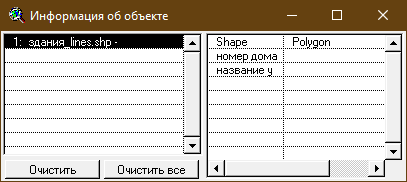 Информация об объекте
1: здания_lines.shp -
Shape Polygon
номер дома
название у
Очистить Очистить все